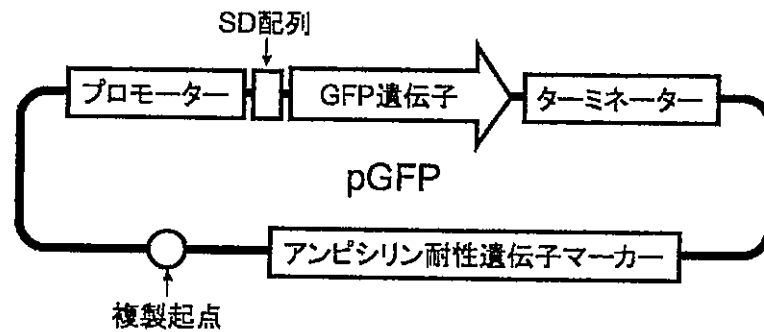 SD配列
プロモーター
GFP遺伝子
ターミネーター
pGFP
アンピシリン耐性遺伝子マーカー
複製起点